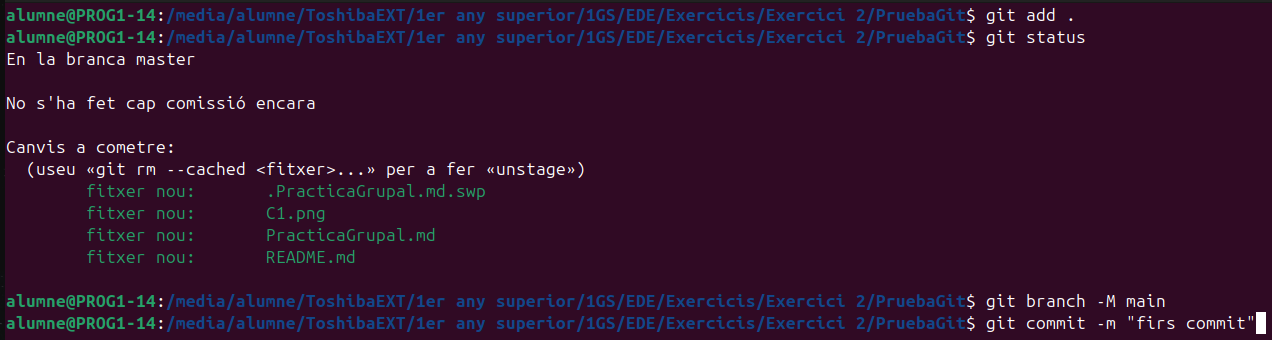 alumne@PROG1-14:/media/alumne/ToshibaEXT/1er any superior/1GS/EDE/Exercicis/Exercici 2/PruebaGit$ git add .
alumne@PROG1-14:/media/alumne/ToshibaEXT/1er any superior/1GS/EDE/Exercicis/Exercici 2/PruebaGit$ git status
En la branca master
No s'ha fet cap comissió encara
Canvis a cometre:
  (useu «git rm --cached <fitxer>...» per a fer «unstage»)
        fitxer nou:       .PracticaGrupal.md.swp
        fitxer nou:       C1.png
        fitxer nou:       PracticaGrupal.md
        fitxer nou:       README.md
alumne@PROG1-14:/media/alumne/ToshibaEXT/1er any superior/1GS/EDE/Exercicis/Exercici 2/PruebaGit$ git branch -M main
alumne@PROG1-14:/media/alumne/ToshibaEXT/1er any superior/1GS/EDE/Exercicis/Exercici 2/PruebaGit$ git commit -m "firs commit"